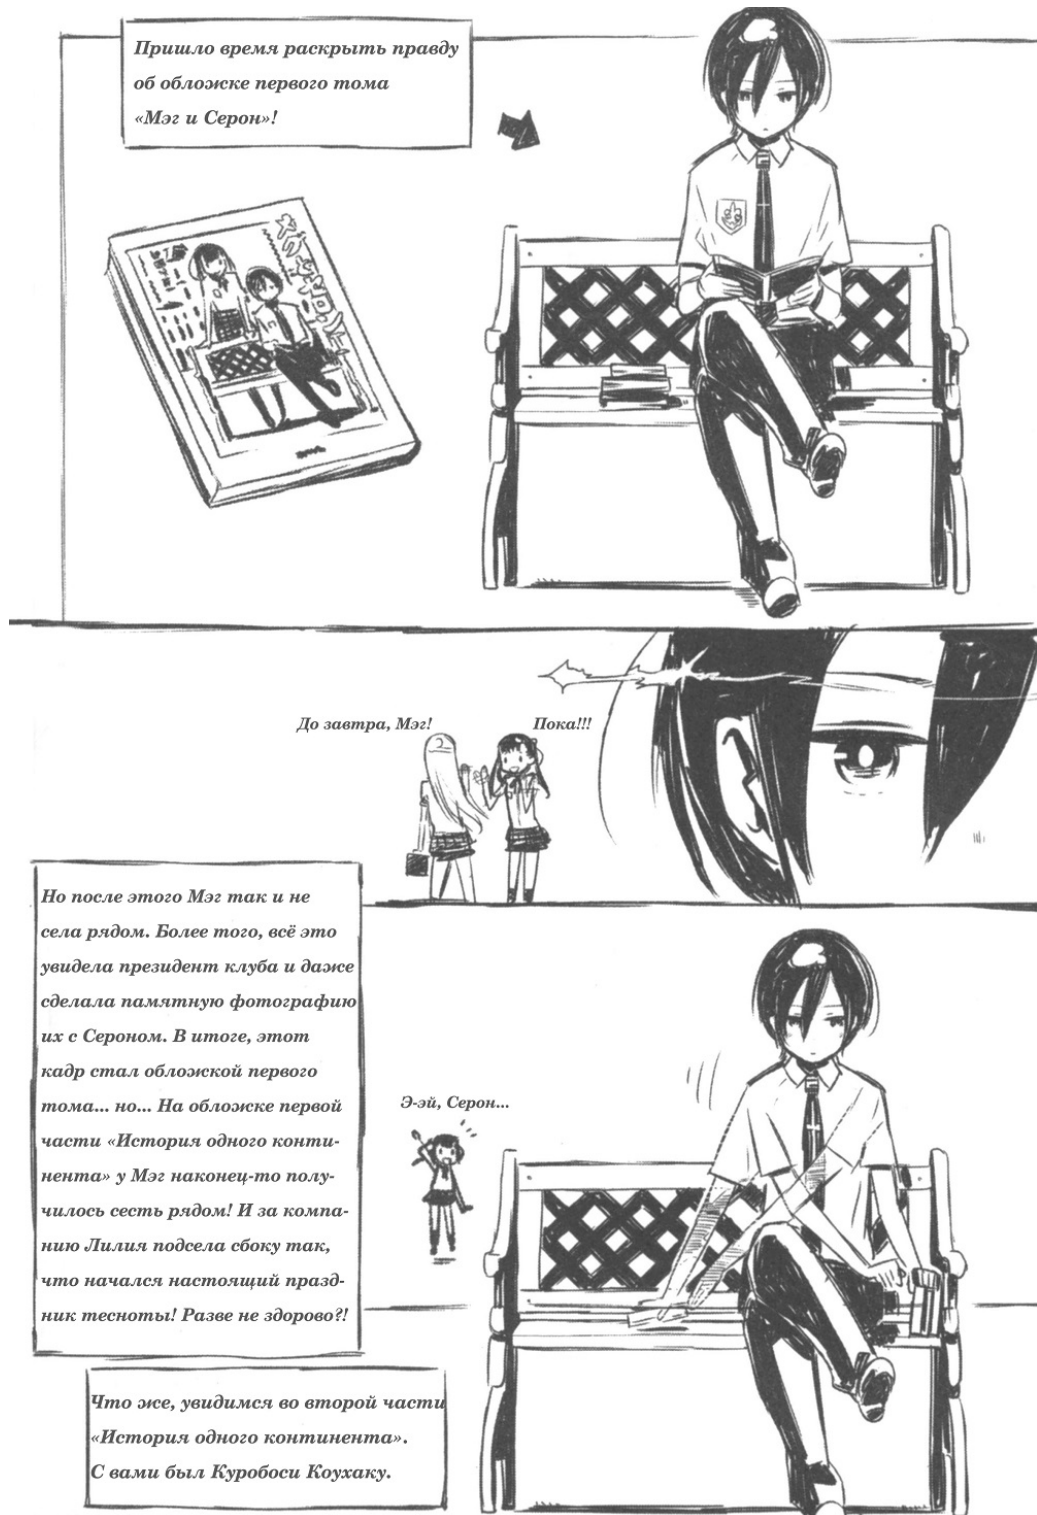 Пришло время раскрыть правду
об обложке первого тома
«Мэг и Серон»!
До завтра, Мэг!
Пока!!!
Но после этого Мэг так и не
села рядом. Более того, всё это
увидела президент клуба и даже
сделала памятную фотографию
их с Сероном. В итоге, этот
кадр стал обложкой первого
тома... но... На обложке первой
части «История одного конти-
нента» у Мэг наконец-то полу-
чилось сесть рядом! И за компа-
нию Лилия подсела сбоку так,
что начался настоящий празд-
ник тесноты! Разве не здорово?!
Э-эй, Серон...
Что же, увидимся во второй части
«История одного континента».
С вами был Куробоси Коухаку.